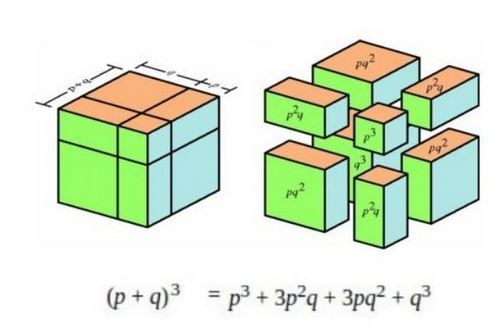 p+q q p
pq²
p²q p²q
p³
q³
pq² pq²
p²q
(p + q)³ = p³ + 3p²q + 3pq² + q³